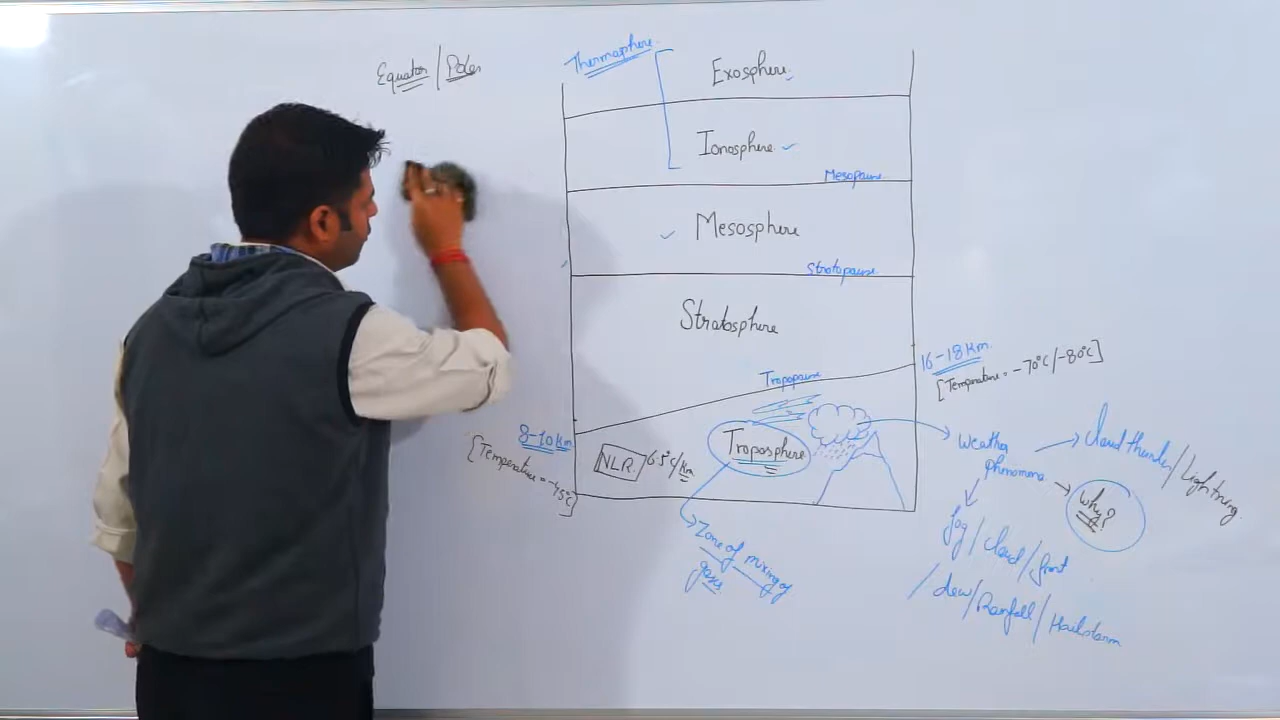 Equator / Poles
Thermosphere
Exosphere
Ionosphere
Mesopause
Mesosphere
Stratopause
Stratosphere
Tropopause
16-18 Km.
[Temperature = -70°C/-80°C]
8-10 Km
[Temperature = -45°C]
N.L.R.
6.5°C/Km
Troposphere
Zone of mixing of
gases
Weather
phenomena
Cloud thunder / Lightning
Why?
fog / cloud / frost
/ dew / Rainfall / Hailstorm